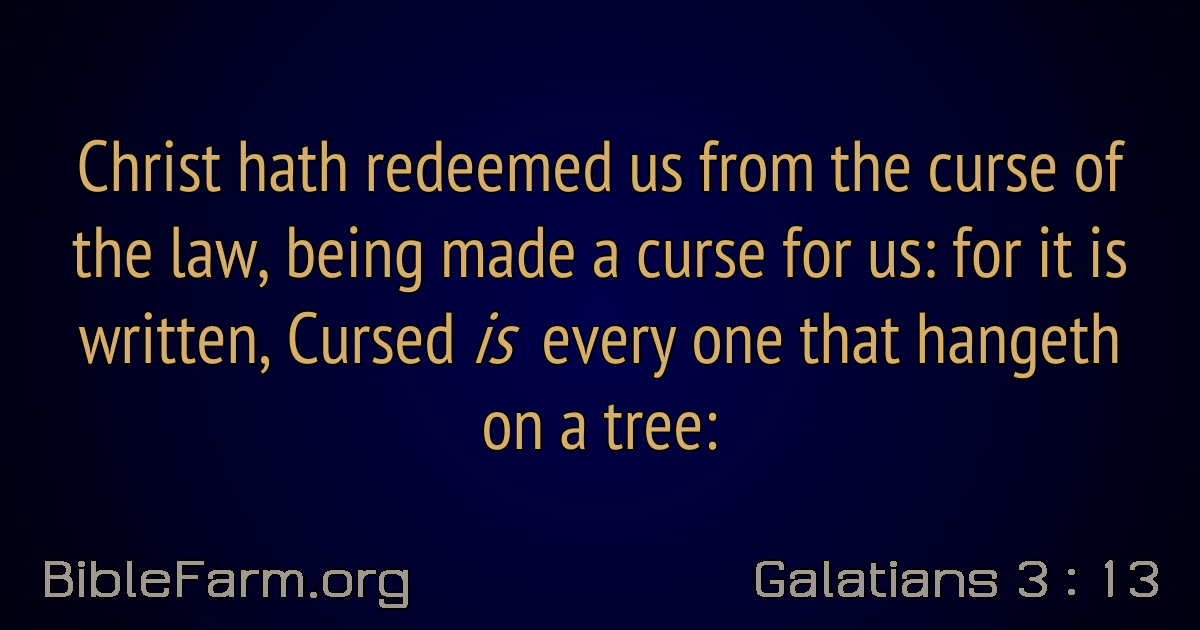 Christ hath redeemed us from the curse of
the law, being made a curse for us: for it is
written, Cursed is every one that hangeth
on a tree:
BibleFarm.org
Galatians 3 : 13